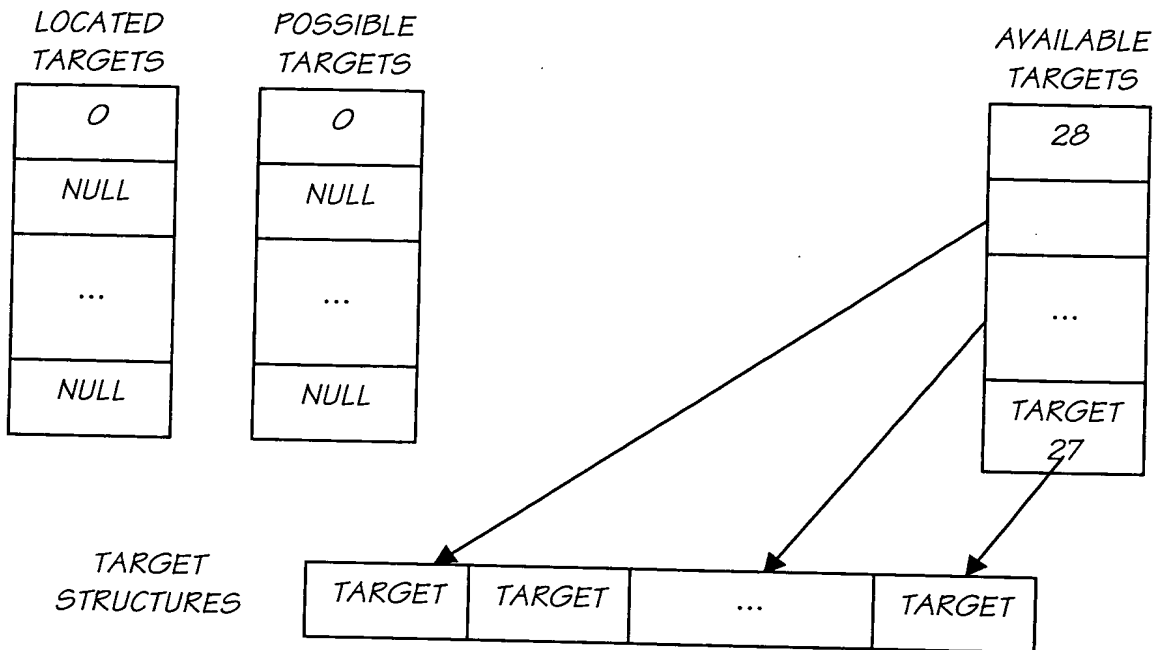 LOCATED
TARGETS
0
NULL
...
NULL
POSSIBLE
TARGETS
0
NULL
...
NULL
AVAILABLE
TARGETS
28
...
TARGET
27
TARGET
STRUCTURES
TARGET
TARGET
...
TARGET